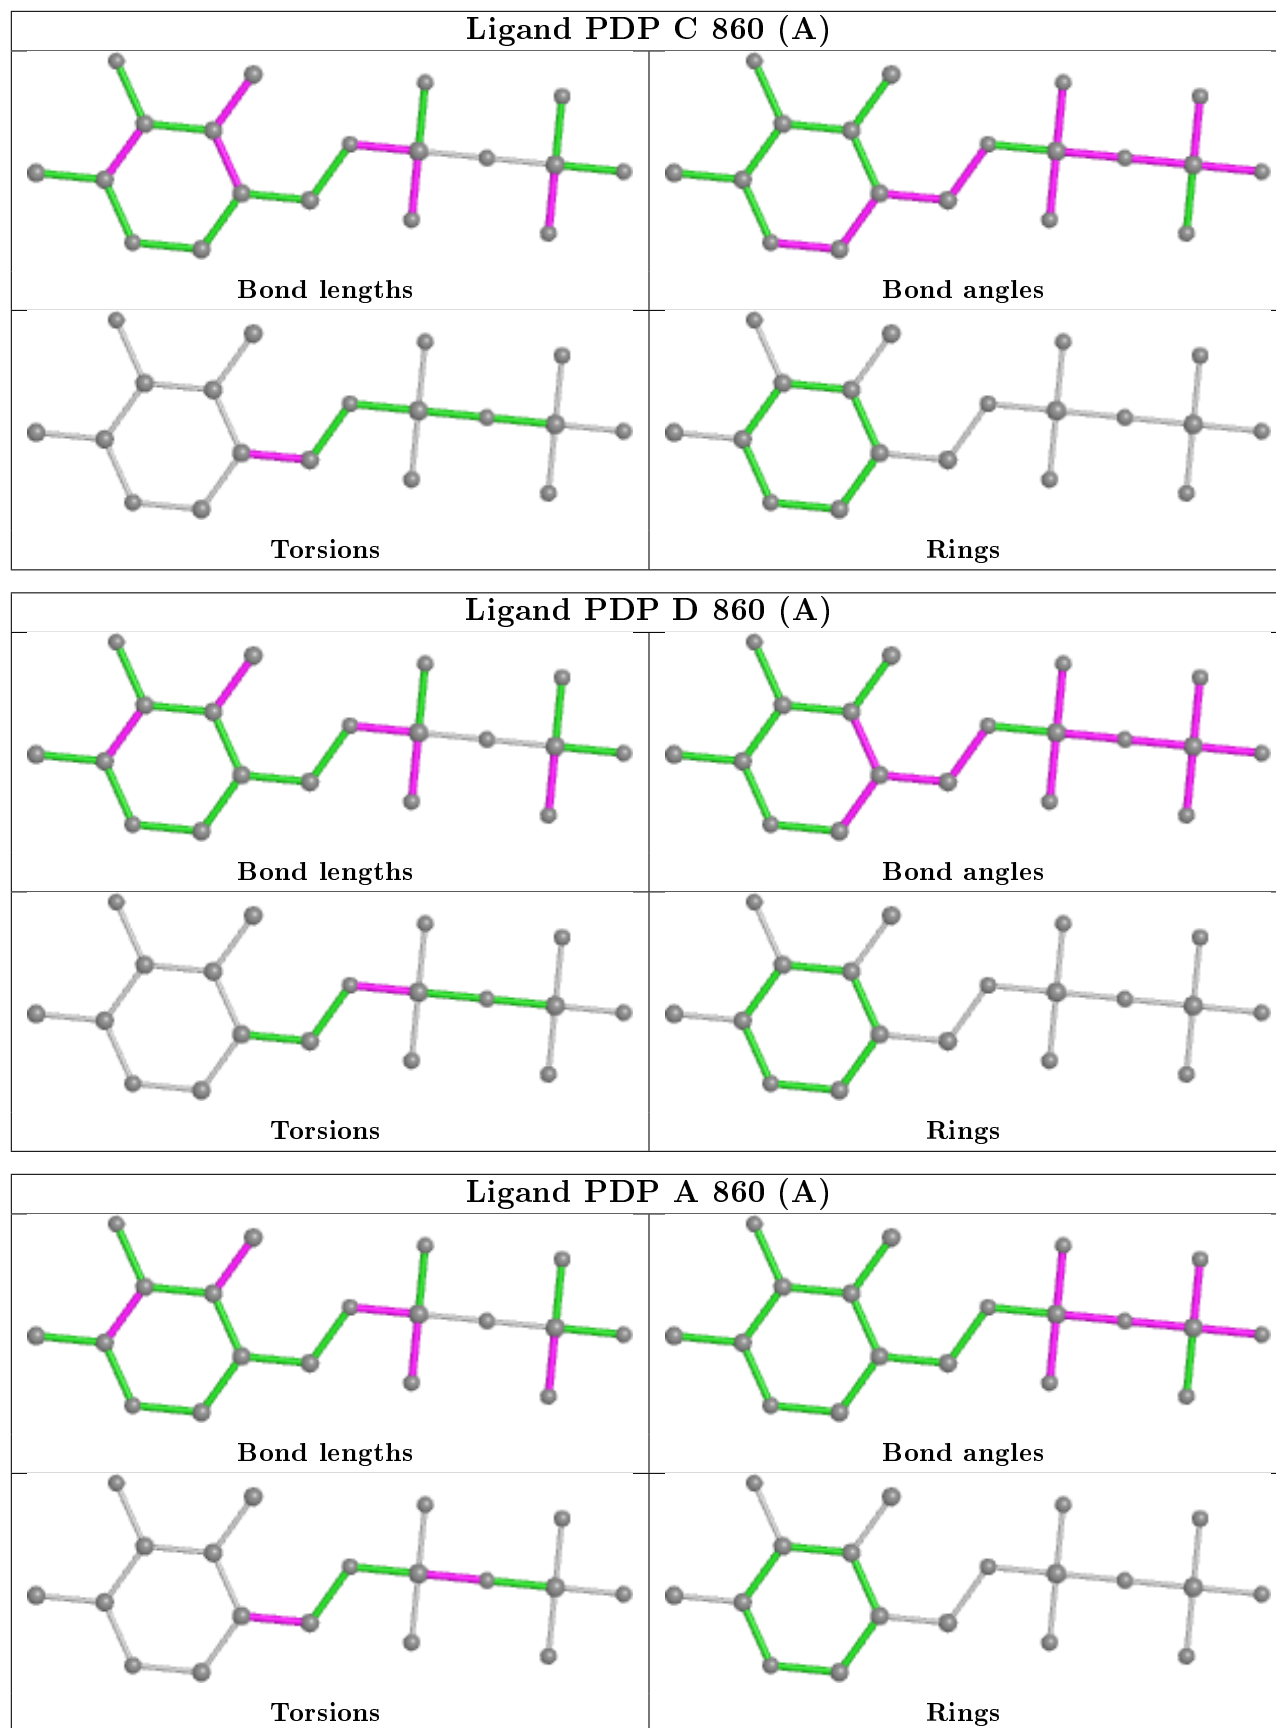 Ligand PDP C 860 (A)
Bond lengths
Bond angles
Torsions
Rings
Ligand PDP D 860 (A)
Bond lengths
Bond angles
Torsions
Rings
Ligand PDP A 860 (A)
Bond lengths
Bond angles
Torsions
Rings